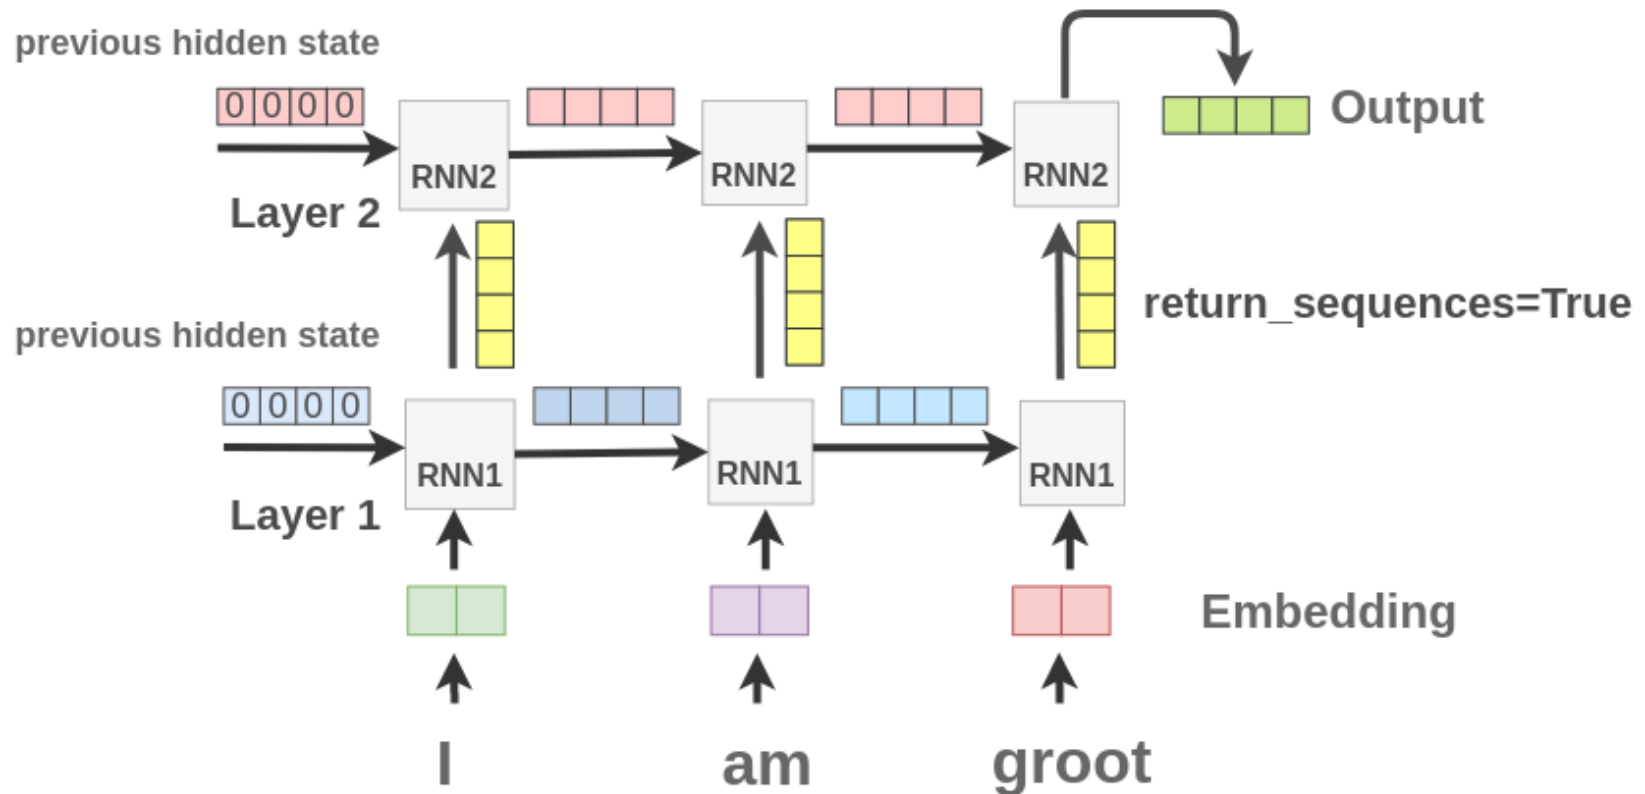 previous hidden state
0 0 0 0
Output
RNN2 RNN2 RNN2
Layer 2
return_sequences=True
previous hidden state
0 0 0 0
RNN1 RNN1 RNN1
Layer 1
Embedding
I am groot